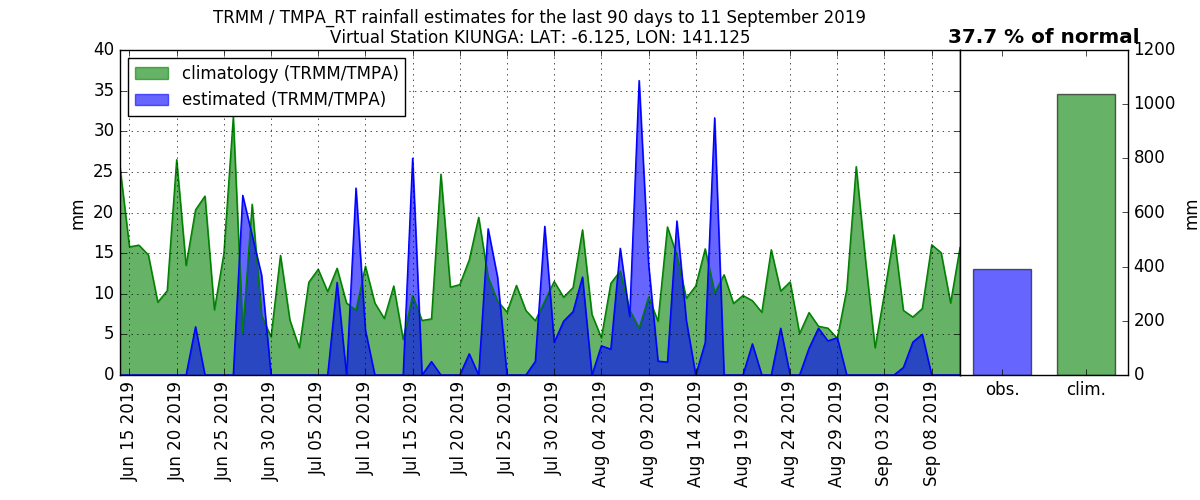 TRMM / TMPA_RT rainfall estimates for the last 90 days to 11 September 2019
Virtual Station KIUNGA: LAT: -6.125, LON: 141.125
37.7 % of normal
climatology (TRMM/TMPA)
estimated (TRMM/TMPA)
mm
40
35
30
25
20
15
10
5
0
Jun 15 2019
Jun 20 2019
Jun 25 2019
Jun 30 2019
Jul 05 2019
Jul 10 2019
Jul 15 2019
Jul 20 2019
Jul 25 2019
Jul 30 2019
Aug 04 2019
Aug 09 2019
Aug 14 2019
Aug 19 2019
Aug 24 2019
Aug 29 2019
Sep 03 2019
Sep 08 2019
obs.
clim.
1200
1000
800
600
400
200
0
mm